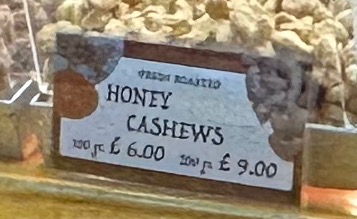 FRESH ROASTED
HONEY
CASHEWS
100 gr £ 6.00 200 gr £ 9.00